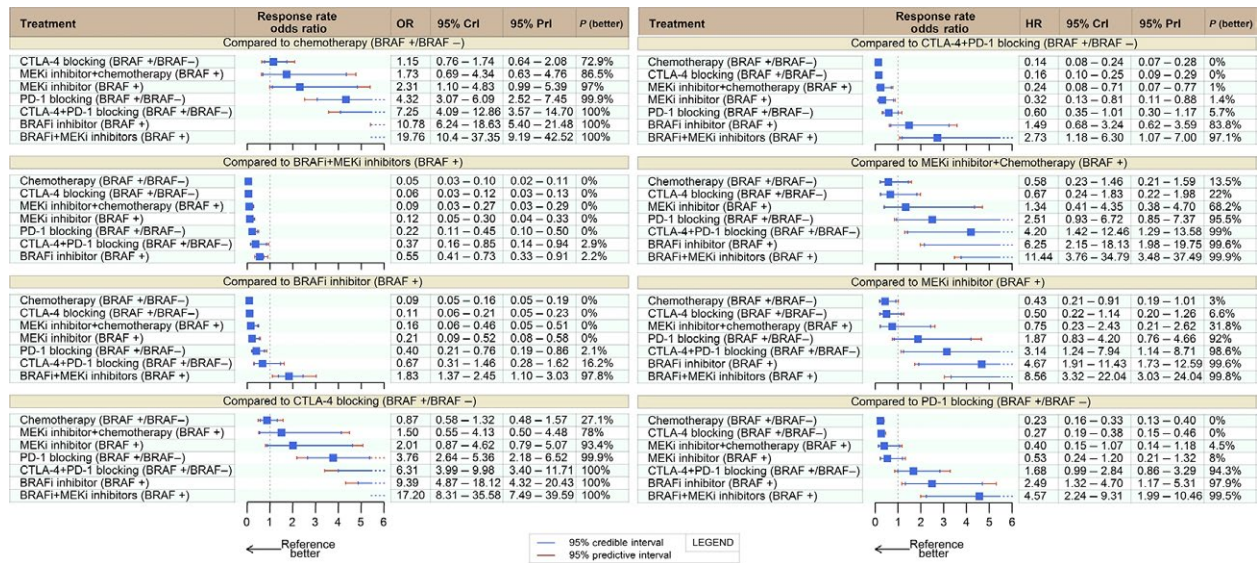 Treatment Response rate odds ratio OR 95% CrI 95% PrI P (better)
Compared to chemotherapy (BRAF +/BRAF −)
CTLA-4 blocking (BRAF +/BRAF−) 1.15 0.76 − 1.74 0.64 − 2.08 72.9%
MEKi inhibitor+chemotherapy (BRAF +) 1.73 0.69 − 4.34 0.63 − 4.76 86.5%
MEKi inhibitor (BRAF +) 2.31 1.10 − 4.83 0.99 − 5.39 97%
PD-1 blocking (BRAF +/BRAF−) 4.32 3.07 − 6.09 2.52 − 7.45 99.9%
CTLA-4+PD-1 blocking (BRAF +/BRAF−) 7.25 4.09 − 12.86 3.57 − 14.70 100%
BRAFi inhibitor (BRAF +) 10.78 6.24 − 18.63 5.40 − 21.48 100%
BRAFi+MEKi inhibitors (BRAF +) 19.76 10.4 − 37.35 9.19 − 42.52 100%
Compared to BRAFi+MEKi inhibitors (BRAF +)
Chemotherapy (BRAF +/BRAF−) 0.05 0.03 − 0.10 0.02 − 0.11 0%
CTLA-4 blocking (BRAF +/BRAF−) 0.06 0.03 − 0.12 0.03 − 0.13 0%
MEKi inhibitor+chemotherapy (BRAF +) 0.09 0.03 − 0.27 0.03 − 0.29 0%
MEKi inhibitor (BRAF +) 0.12 0.05 − 0.30 0.04 − 0.33 0%
PD-1 blocking (BRAF +/BRAF−) 0.22 0.11 − 0.45 0.10 − 0.50 0%
CTLA-4+PD-1 blocking (BRAF +/BRAF−) 0.37 0.16 − 0.85 0.14 − 0.94 2.9%
BRAFi inhibitor (BRAF +) 0.55 0.41 − 0.73 0.33 − 0.91 2.2%
Compared to BRAFi inhibitor (BRAF +)
Chemotherapy (BRAF +/BRAF−) 0.09 0.05 − 0.16 0.05 − 0.19 0%
CTLA-4 blocking (BRAF +/BRAF−) 0.11 0.06 − 0.21 0.05 − 0.23 0%
MEKi inhibitor+chemotherapy (BRAF +) 0.16 0.06 − 0.46 0.05 − 0.51 0%
MEKi inhibitor (BRAF +) 0.21 0.09 − 0.52 0.08 − 0.58 0%
PD-1 blocking (BRAF +/BRAF−) 0.40 0.21 − 0.76 0.19 − 0.86 2.1%
CTLA-4+PD-1 blocking (BRAF +/BRAF−) 0.67 0.31 − 1.46 0.28 − 1.62 16.2%
BRAFi+MEKi inhibitors (BRAF +) 1.83 1.37 − 2.45 1.10 − 3.03 97.8%
Compared to CTLA-4 blocking (BRAF +/BRAF −)
Chemotherapy (BRAF +/BRAF−) 0.87 0.58 − 1.32 0.48 − 1.57 27.1%
MEKi inhibitor+chemotherapy (BRAF +) 1.50 0.55 − 4.13 0.50 − 4.48 78%
MEKi inhibitor (BRAF +) 2.01 0.87 − 4.62 0.79 − 5.07 93.4%
PD-1 blocking (BRAF +/BRAF−) 3.76 2.64 − 5.36 2.18 − 6.52 99.9%
CTLA-4+PD-1 blocking (BRAF +/BRAF−) 6.31 3.99 − 9.98 3.40 − 11.71 100%
BRAFi inhibitor (BRAF +) 9.39 4.87 − 18.12 4.32 − 20.43 100%
BRAFi+MEKi inhibitors (BRAF +) 17.20 8.31 − 35.58 7.49 − 39.59 100%
0 1 2 3 4 5 6
Reference better
Treatment Response rate odds ratio HR 95% CrI 95% PrI P (better)
Compared to CTLA-4+PD-1 blocking (BRAF +/BRAF −)
Chemotherapy (BRAF +/BRAF−) 0.14 0.08 − 0.24 0.07 − 0.28 0%
CTLA-4 blocking (BRAF +/BRAF−) 0.16 0.10 − 0.25 0.09 − 0.29 0%
MEKi inhibitor+chemotherapy (BRAF +) 0.24 0.08 − 0.71 0.07 − 0.77 1%
MEKi inhibitor (BRAF +) 0.32 0.13 − 0.81 0.11 − 0.88 1.4%
PD-1 blocking (BRAF +/BRAF−) 0.60 0.35 − 1.01 0.30 − 1.17 5.7%
BRAFi inhibitor (BRAF +) 1.49 0.68 − 3.24 0.62 − 3.59 83.8%
BRAFi+MEKi inhibitors (BRAF +) 2.73 1.18 − 6.30 1.07 − 7.00 97.1%
Compared to MEKi inhibitor+Chemotherapy (BRAF +)
Chemotherapy (BRAF +/BRAF−) 0.58 0.23 − 1.46 0.21 − 1.59 13.5%
CTLA-4 blocking (BRAF +/BRAF−) 0.67 0.24 − 1.83 0.22 − 1.98 22%
MEKi inhibitor (BRAF +) 1.34 0.41 − 4.35 0.38 − 4.70 68.2%
PD-1 blocking (BRAF +/BRAF−) 2.51 0.93 − 6.72 0.85 − 7.37 95.5%
CTLA-4+PD-1 blocking (BRAF +/BRAF−) 4.20 1.42 − 12.46 1.29 − 13.58 99%
BRAFi inhibitor (BRAF +) 6.25 2.15 − 18.13 1.98 − 19.75 99.6%
BRAFi+MEKi inhibitors (BRAF +) 11.44 3.76 − 34.79 3.48 − 37.49 99.9%
Compared to MEKi inhibitor (BRAF +)
Chemotherapy (BRAF +/BRAF−) 0.43 0.21 − 0.91 0.19 − 1.01 3%
CTLA-4 blocking (BRAF +/BRAF−) 0.50 0.22 − 1.14 0.20 − 1.26 6.6%
MEKi inhibitor+chemotherapy (BRAF +) 0.75 0.23 − 2.43 0.21 − 2.62 31.8%
PD-1 blocking (BRAF +/BRAF−) 1.87 0.83 − 4.20 0.76 − 4.66 92%
CTLA-4+PD-1 blocking (BRAF +/BRAF−) 3.14 1.24 − 7.94 1.14 − 8.71 98.6%
BRAFi inhibitor (BRAF +) 4.67 1.91 − 11.43 1.73 − 12.59 99.6%
BRAFi+MEKi inhibitors (BRAF +) 8.56 3.32 − 22.04 3.03 − 24.04 99.8%
Compared to PD-1 blocking (BRAF +/BRAF −)
Chemotherapy (BRAF +/BRAF−) 0.23 0.16 − 0.33 0.13 − 0.40 0%
CTLA-4 blocking (BRAF +/BRAF−) 0.27 0.19 − 0.38 0.15 − 0.46 0%
MEKi inhibitor+chemotherapy (BRAF +) 0.40 0.15 − 1.07 0.14 − 1.18 4.5%
MEKi inhibitor (BRAF +) 0.53 0.24 − 1.20 0.21 − 1.32 8%
CTLA-4+PD-1 blocking (BRAF +/BRAF−) 1.68 0.99 − 2.84 0.86 − 3.29 94.3%
BRAFi inhibitor (BRAF +) 2.49 1.32 − 4.70 1.17 − 5.31 97.9%
BRAFi+MEKi inhibitors (BRAF +) 4.57 2.24 − 9.31 1.99 − 10.46 99.5%
0 1 2 3 4 5 6
Reference better
95% credible interval LEGEND
95% predictive interval